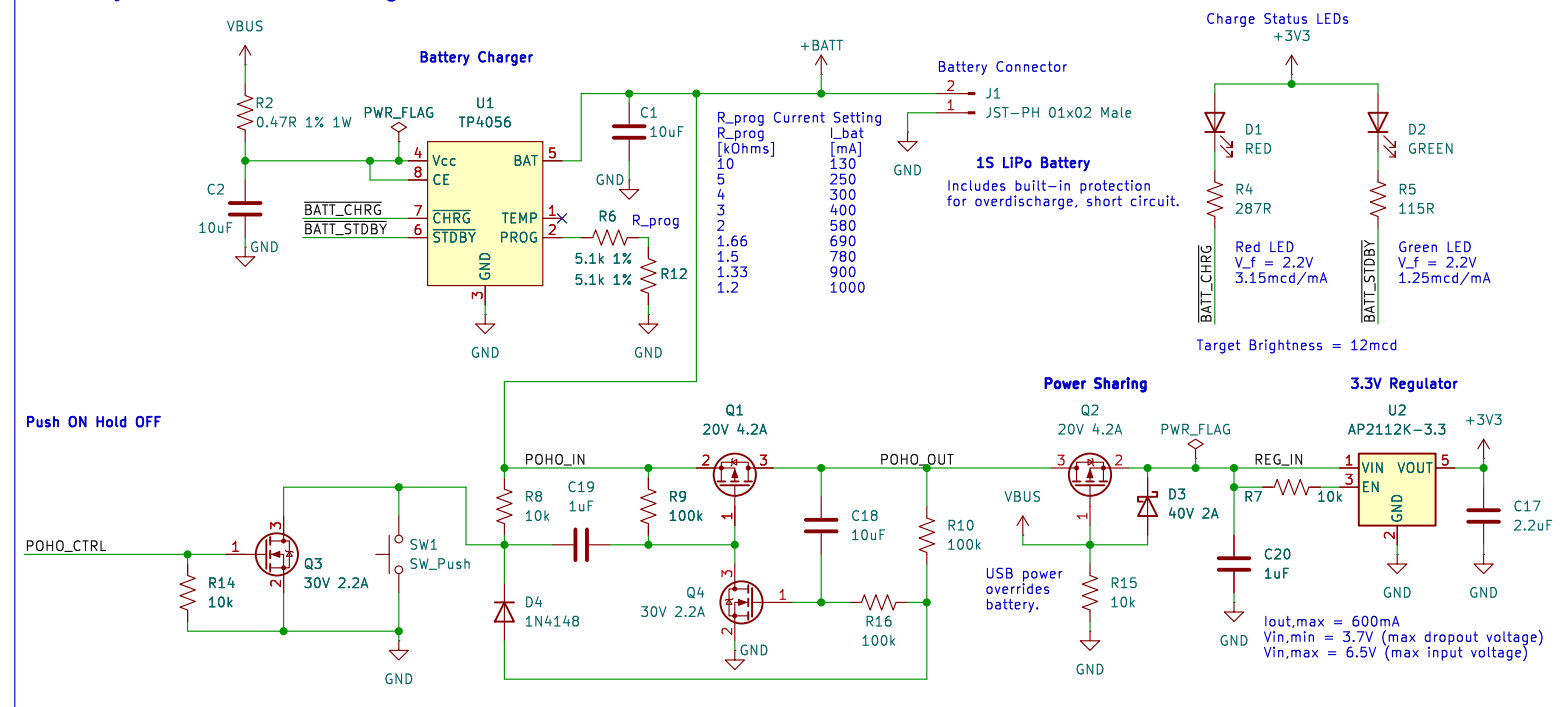 Charge Status LEDs
VBUS
+3V3
+BATT
Battery Charger
Battery Connector
R2
0.47R 1% 1W
PWR_FLAG
U1
TP4056
2
J1
1
JST-PH 01x02 Male
C1
10uF
R_prog Current Setting
R_prog I_bat
[kOhms] [mA]
10 130
5 250
4 300
3 400
2 580
1.66 690
1.5 780
1.33 900
1.2 1000
D1
RED
D2
GREEN
4
Vcc
BAT
5
8
CE
GND
GND
1S LiPo Battery
Includes built-in protection
for overdischarge, short circuit.
C2
10uF
GND
BATT_CHRG
7
CHRG
TEMP
1
BATT_STDBY
6
STDBY
PROG
2
R6
R_prog
5.1k 1%
5.1k 1%
R12
GND
3
GND
GND
R4
287R
R5
115R
BATT_CHRG
Red LED
V_f = 2.2V
3.15mcd/mA
BATT_STDBY
Green LED
V_f = 2.2V
1.25mcd/mA
Target Brightness = 12mcd
Push ON Hold OFF
Power Sharing
3.3V Regulator
Q1
20V 4.2A
Q2
20V 4.2A
PWR_FLAG
U2
AP2112K-3.3
+3V3
POHO_IN
2
3
1
POHO_OUT
3
2
1
REG_IN
1
VIN
VOUT
5
3
EN
GND
2
R7
10k
R8
10k
C19
1uF
R9
100k
C18
10uF
R10
100k
VBUS
D3
40V 2A
C17
2.2uF
GND
GND
POHO_CTRL
1
3
2
Q3
30V 2.2A
R14
10k
SW1
SW_Push
GND
D4
1N4148
Q4
30V 2.2A
3
1
2
GND
R16
100k
USB power
overrides
battery.
R15
10k
GND
C20
1uF
GND
Iout,max = 600mA
Vin,min = 3.7V (max dropout voltage)
Vin,max = 6.5V (max input voltage)